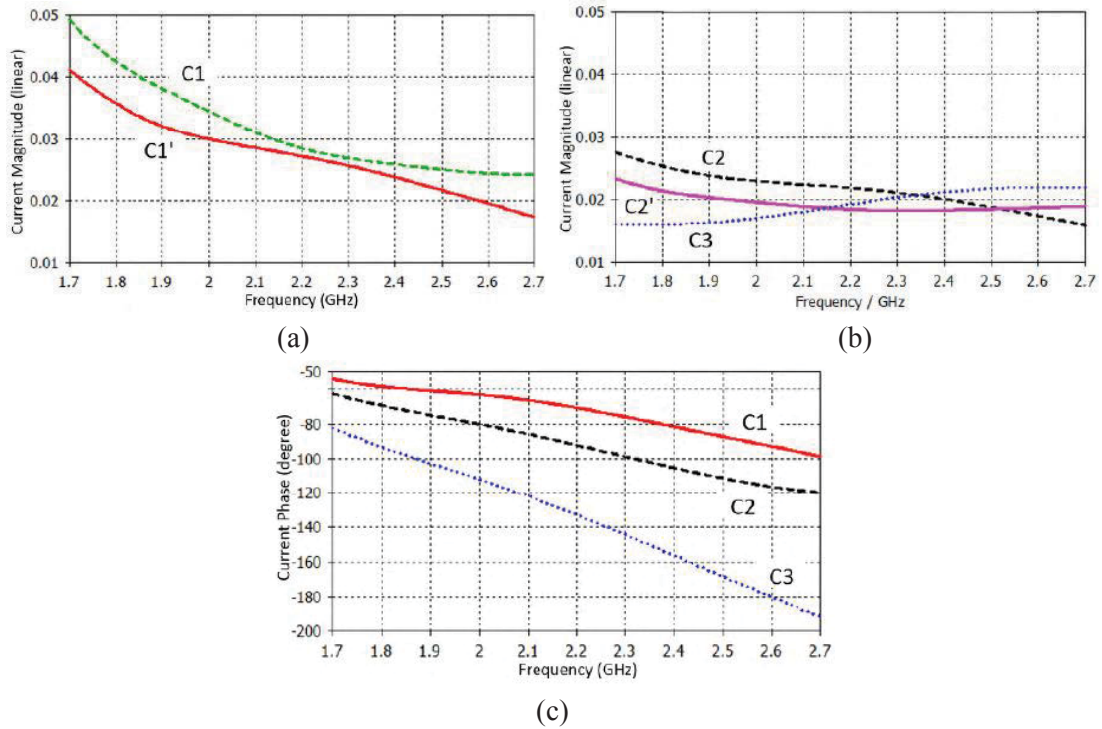 0.05
0.04
0.03
0.02
0.01
Current Magnitude (linear)
C1
C1'
1.7 1.8 1.9 2 2.1 2.2 2.3 2.4 2.5 2.6 2.7
Frequency (GHz)
(a)
0.05
0.04
0.03
0.02
0.01
Current Magnitude (linear)
C2
C2'
C3
1.7 1.8 1.9 2 2.1 2.2 2.3 2.4 2.5 2.6 2.7
Frequency / GHz
(b)
-50
-80
-100
-120
-140
-160
-180
-200
Current Phase (degree)
C1
C2
C3
1.7 1.8 1.9 2 2.1 2.2 2.3 2.4 2.5 2.6 2.7
Frequency (GHz)
(c)